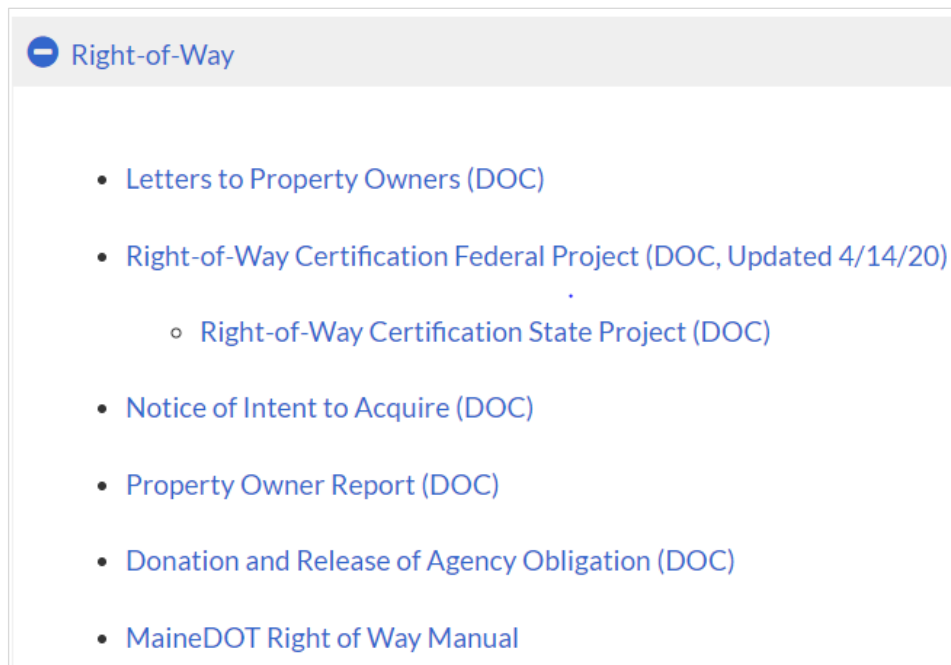 Right-of-Way
Letters to Property Owners (DOC)
Right-of-Way Certification Federal Project (DOC, Updated 4/14/20)
Right-of-Way Certification State Project (DOC)
Notice of Intent to Acquire (DOC)
Property Owner Report (DOC)
Donation and Release of Agency Obligation (DOC)
MaineDOT Right of Way Manual